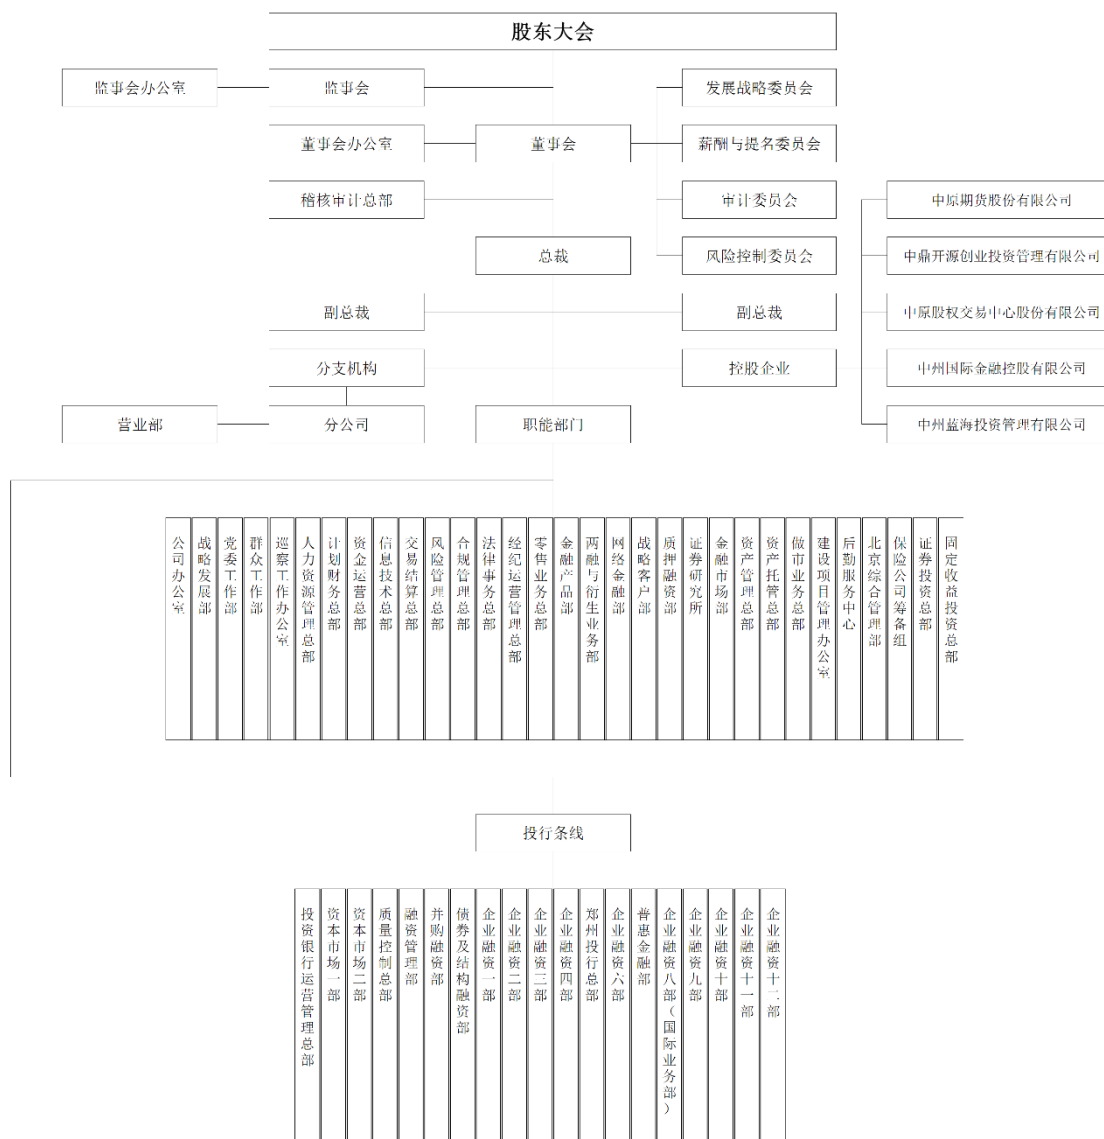 股东大会
监事会办公室
监事会
发展战略委员会
董事会办公室
董事会
薪酬与提名委员会
稽核审计总部
审计委员会
中原期货股份有限公司
总裁
风险控制委员会
中鼎开源创业投资管理有限公司
副总裁
副总裁
中原股权交易中心股份有限公司
分支机构
控股企业
中州国际金融控股有限公司
营业部
分公司
职能部门
中州蓝海投资管理有限公司
公司办公室
战略发展部
党委工作部
群众工作部
巡察工作办公室
人力资源管理总部
计划财务总部
资金运营总部
信息技术总部
交易结算总部
风险管理总部
合规管理总部
法律事务总部
经纪运营管理总部
零售业务总部
金融产品部
两融与衍生业务部
网络金融部
战略客户部
质押融资部
证券研究所
金融市场部
资产管理总部
资产托管总部
做市业务总部
建设项目管理办公室
后勤服务中心
北京综合管理部
保险公司筹备组
证券投资总部
固定收益投资总部
投行条线
投资银行运营管理总部
资本市场一部
资本市场二部
质量控制总部
融资管理部
并购融资部
债券及结构融资部
企业融资一部
企业融资二部
企业融资三部
企业融资四部
郑州投行总部
企业融资六部
普惠金融部
企业融资八部（国际业务部）
企业融资九部
企业融资十部
企业融资十一部
企业融资十二部